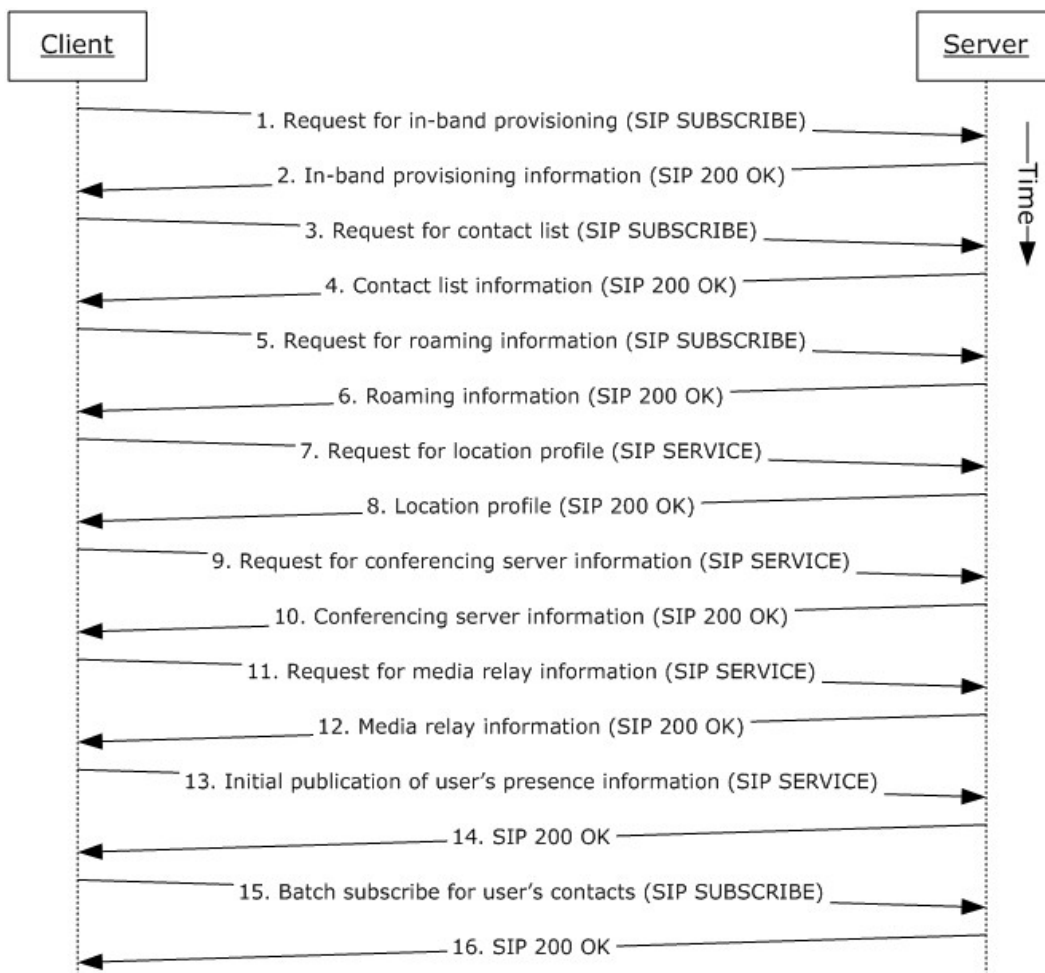 Client
Server
1. Request for in-band provisioning (SIP SUBSCRIBE)
Time
2. In-band provisioning information (SIP 200 OK)
3. Request for contact list (SIP SUBSCRIBE)
4. Contact list information (SIP 200 OK)
5. Request for roaming information (SIP SUBSCRIBE)
6. Roaming information (SIP 200 OK)
7. Request for location profile (SIP SERVICE)
8. Location profile (SIP 200 OK)
9. Request for conferencing server information (SIP SERVICE)
10. Conferencing server information (SIP 200 OK)
11. Request for media relay information (SIP SERVICE)
12. Media relay information (SIP 200 OK)
13. Initial publication of user’s presence information (SIP SERVICE)
14. SIP 200 OK
15. Batch subscribe for user’s contacts (SIP SUBSCRIBE)
16. SIP 200 OK